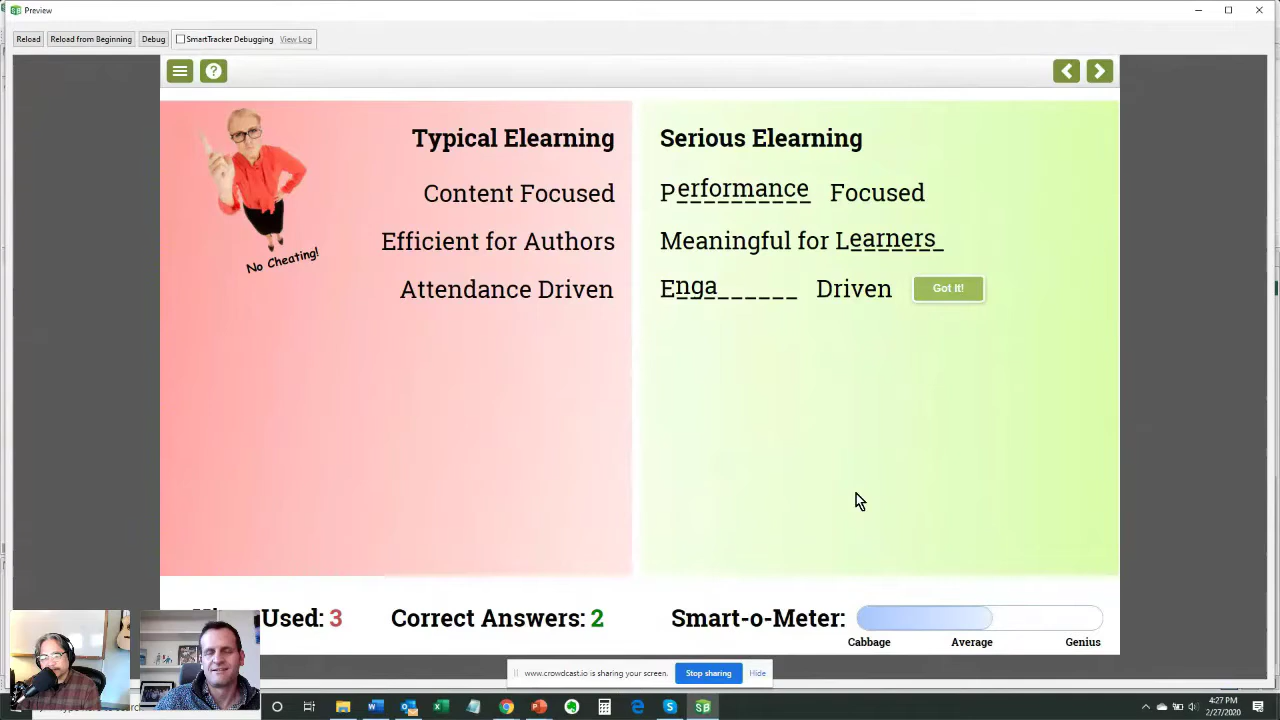 Preview
Reload
Reload from Beginning
Debug
SmartTracker Debugging
View Log
Typical Elearning
Serious Elearning
Content Focused
Performance Focused
Efficient for Authors
Meaningful for Learners
Attendance Driven
Enga______ Driven
Got It!
No Cheating!
Used: 3
Correct Answers: 2
Smart-o-Meter:
Cabbage
Average
Genius
www.crowdcast.io is sharing your screen.
Stop sharing
Hide
4:27 PM
2/27/2020